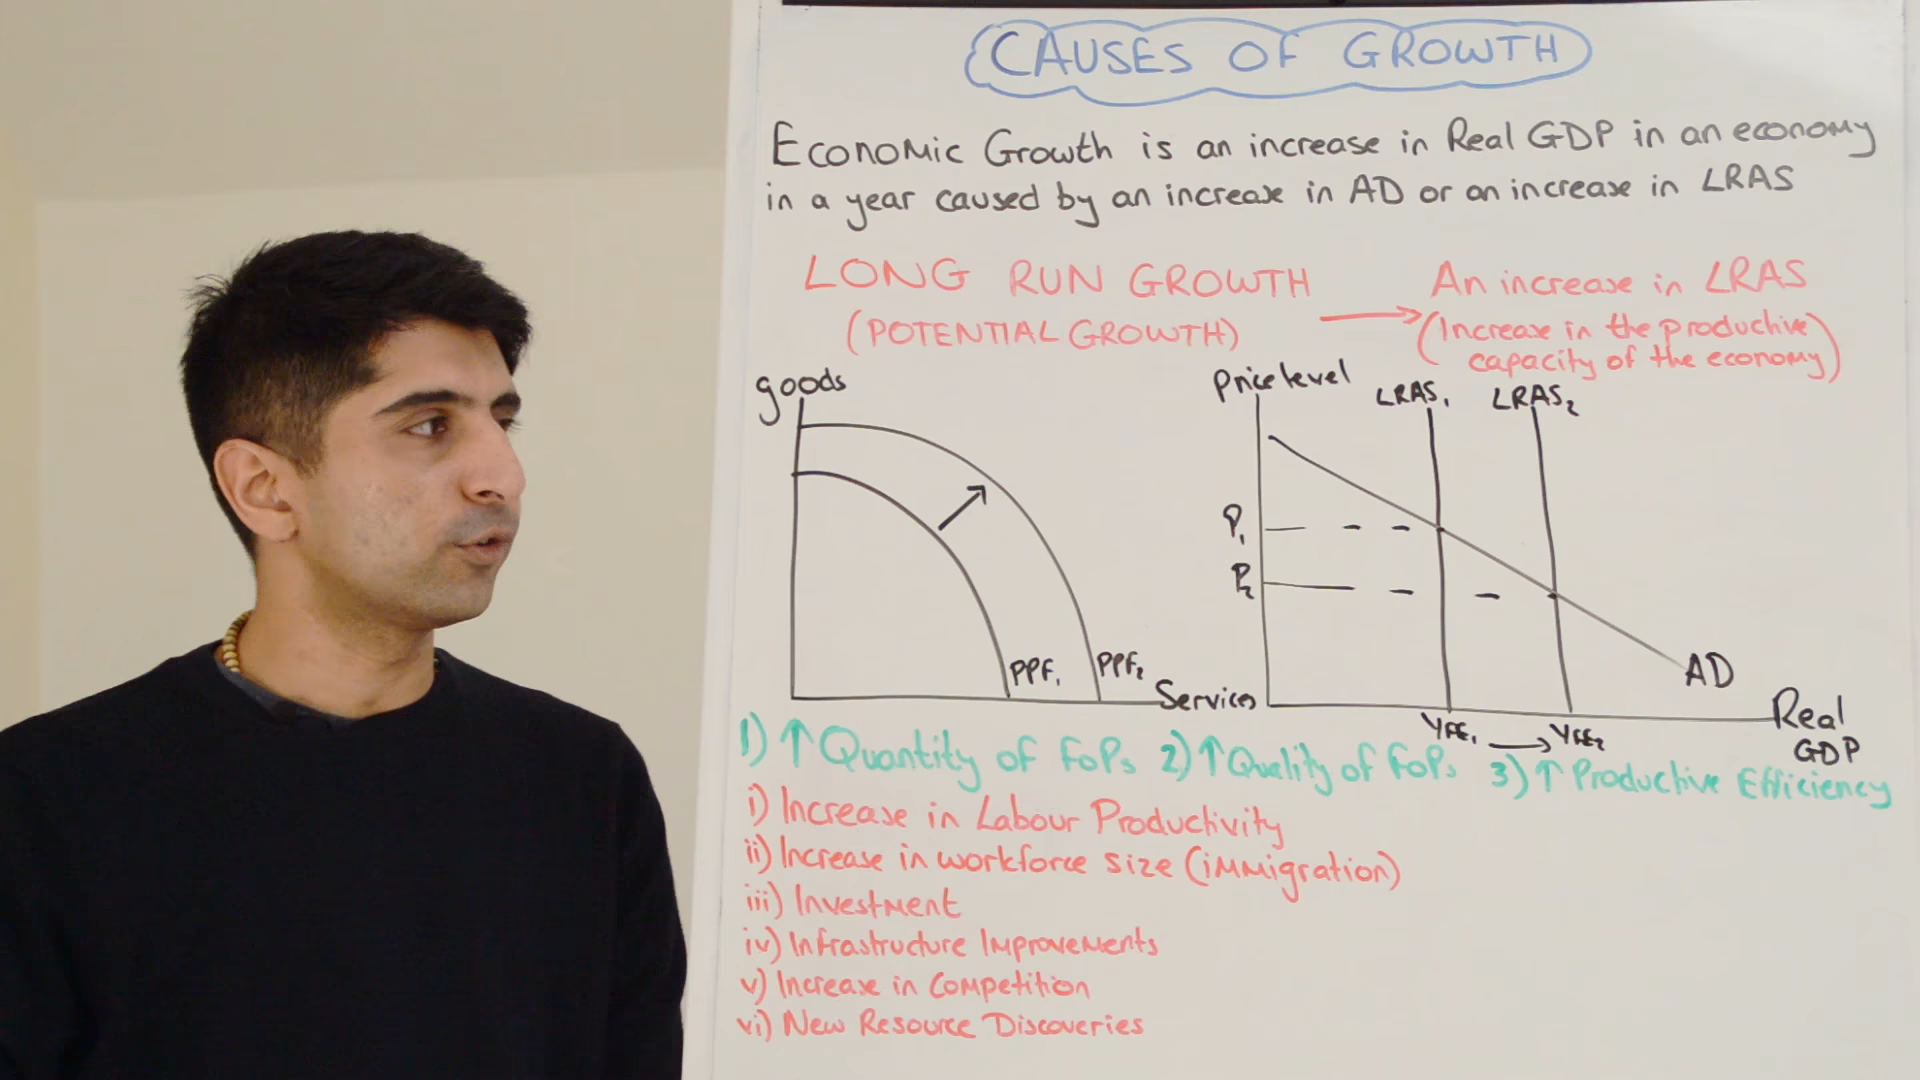 CAUSES OF GROWTH
Economic Growth is an increase in Real GDP in an economy
in a year caused by an increase in AD or an increase in LRAS
LONG RUN GROWTH
(POTENTIAL GROWTH)
An increase in LRAS
(Increase in the productive
capacity of the economy)
goods
PPF₁
PPF₂
Services
Price level
LRAS₁
LRAS₂
P₁
P₂
AD
YFE₁
YFE₂
Real
GDP
1) ↑ Quantity of FoPs 2) ↑ Quality of FoPs 3) ↑ Productive Efficiency
i) Increase in Labour Productivity
ii) Increase in workforce size (immigration)
iii) Investment
iv) Infrastructure Improvements
v) Increase in Competition
vi) New Resource Discoveries